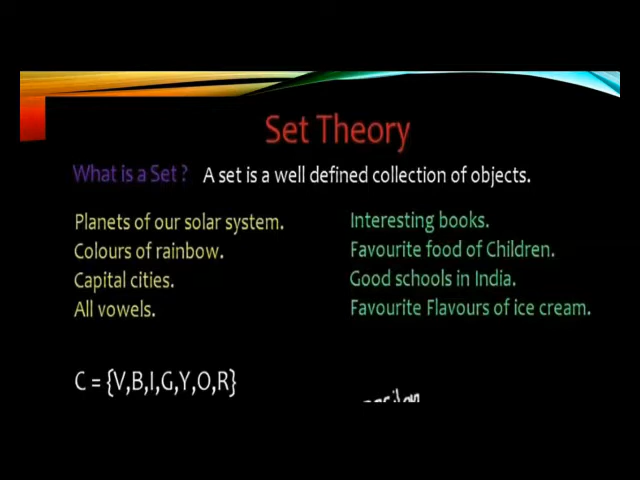 Set Theory
What is a Set ? A set is a well defined collection of objects.
Planets of our solar system.
Colours of rainbow.
Capital cities.
All vowels.
Interesting books.
Favourite food of Children.
Good schools in India.
Favourite Flavours of ice cream.
C = {V,B,I,G,Y,O,R}